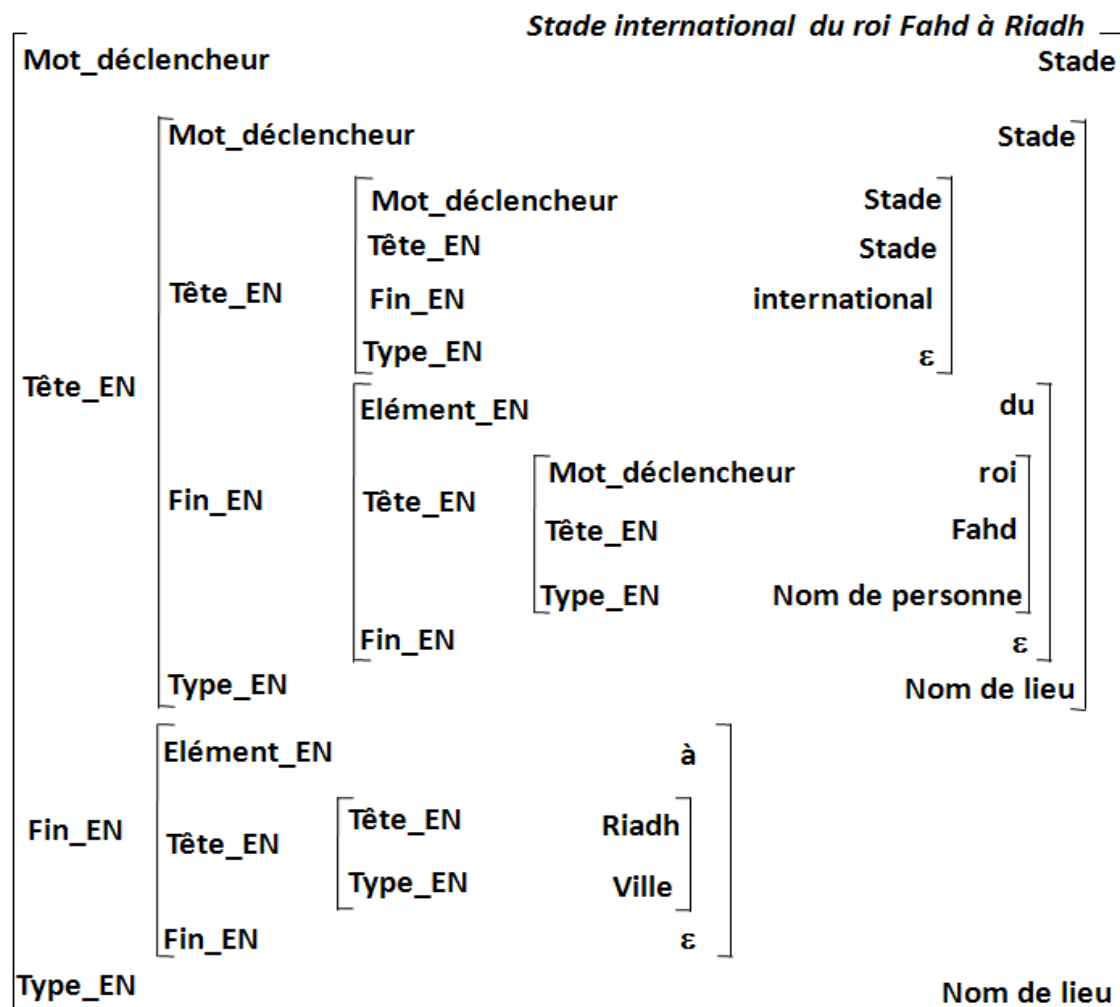 Stade international du roi Fahd à Riadh
Mot_déclencheur Stade
Mot_déclencheur Stade
Mot_déclencheur Stade
Tête_EN Stade
Tête_EN Fin_EN international
Type_EN ε
Tête_EN Elément_EN du
Mot_déclencheur roi
Fin_EN Tête_EN
Tête_EN Fahd
Type_EN Nom de personne
Fin_EN ε
Type_EN Nom de lieu
Elément_EN à
Tête_EN Riadh
Fin_EN Tête_EN
Type_EN Ville
Fin_EN ε
Type_EN Nom de lieu